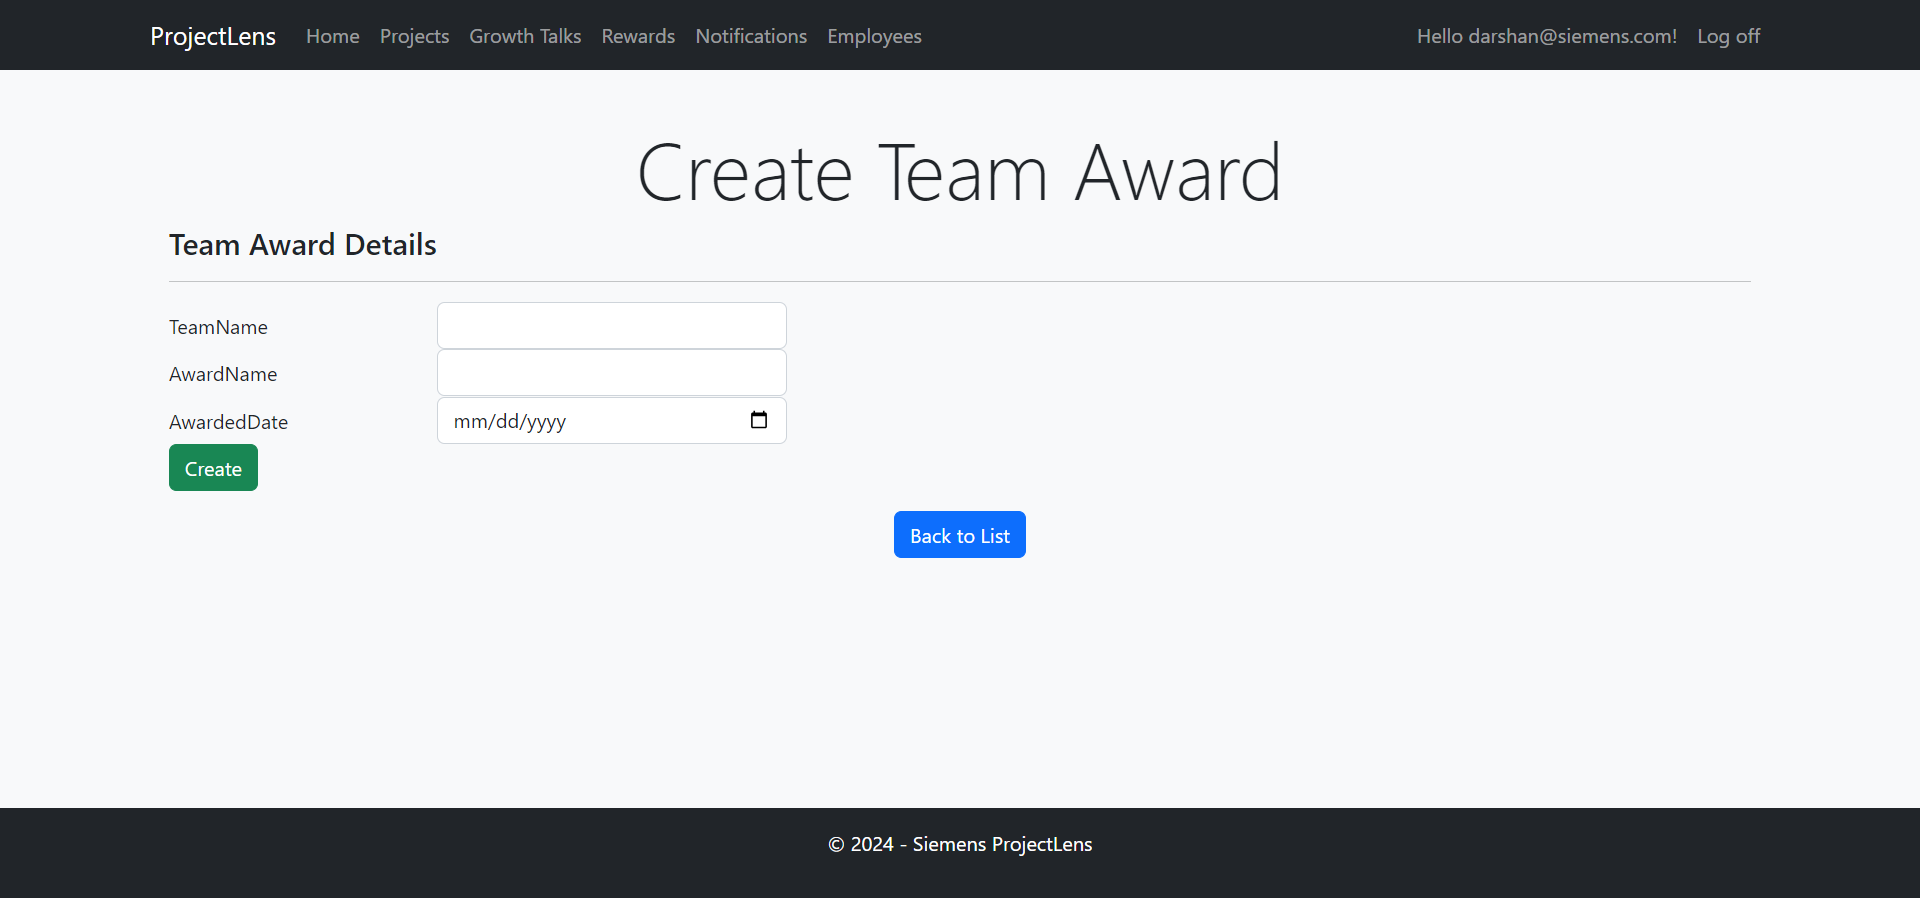 ProjectLens Home Projects Growth Talks Rewards Notifications Employees Hello darshan@siemens.com! Log off
Create Team Award
Team Award Details
TeamName
AwardName
AwardedDate mm/dd/yyyy
Create
Back to List
© 2024 - Siemens ProjectLens